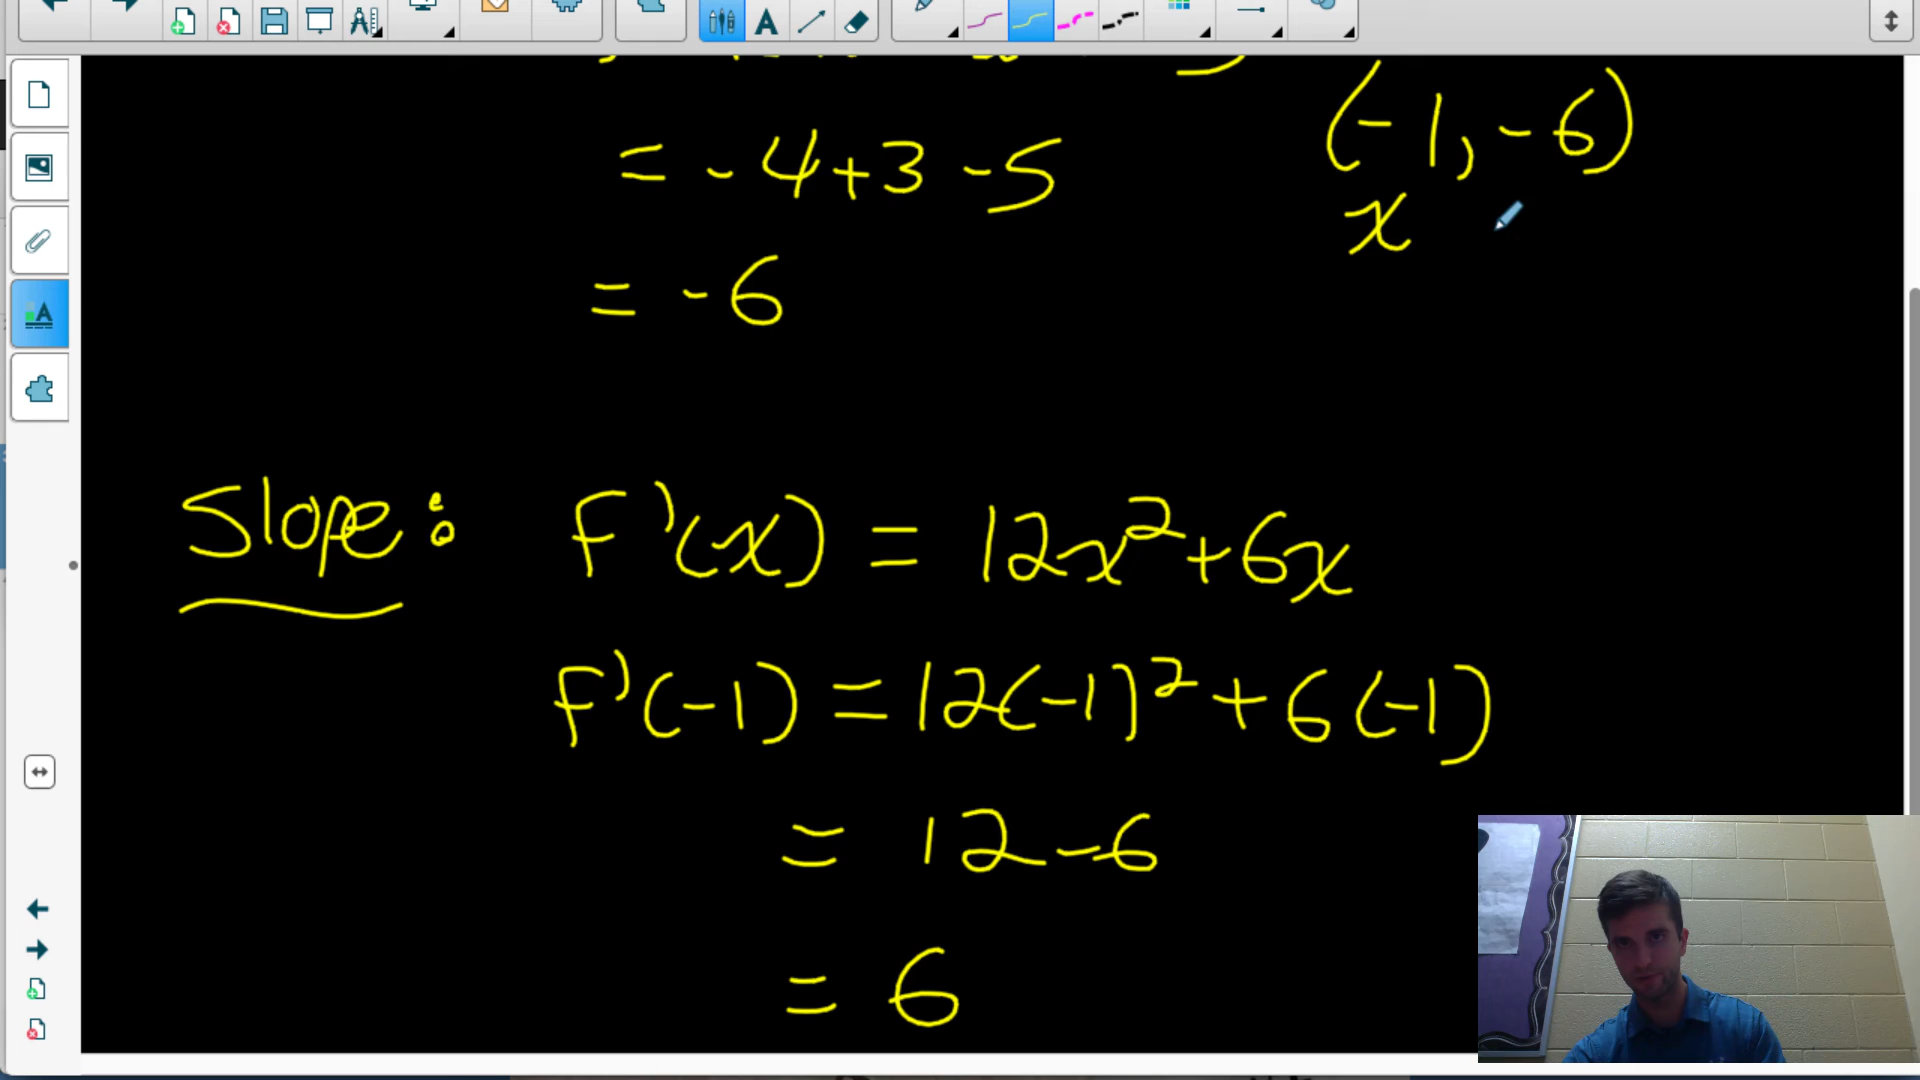 (-1, -6)
= -4+3 -5
x
= -6
Slope: f'(x) = 12x²+6x
f'(-1) = 12(-1)² + 6(-1)
= 12-6
= 6